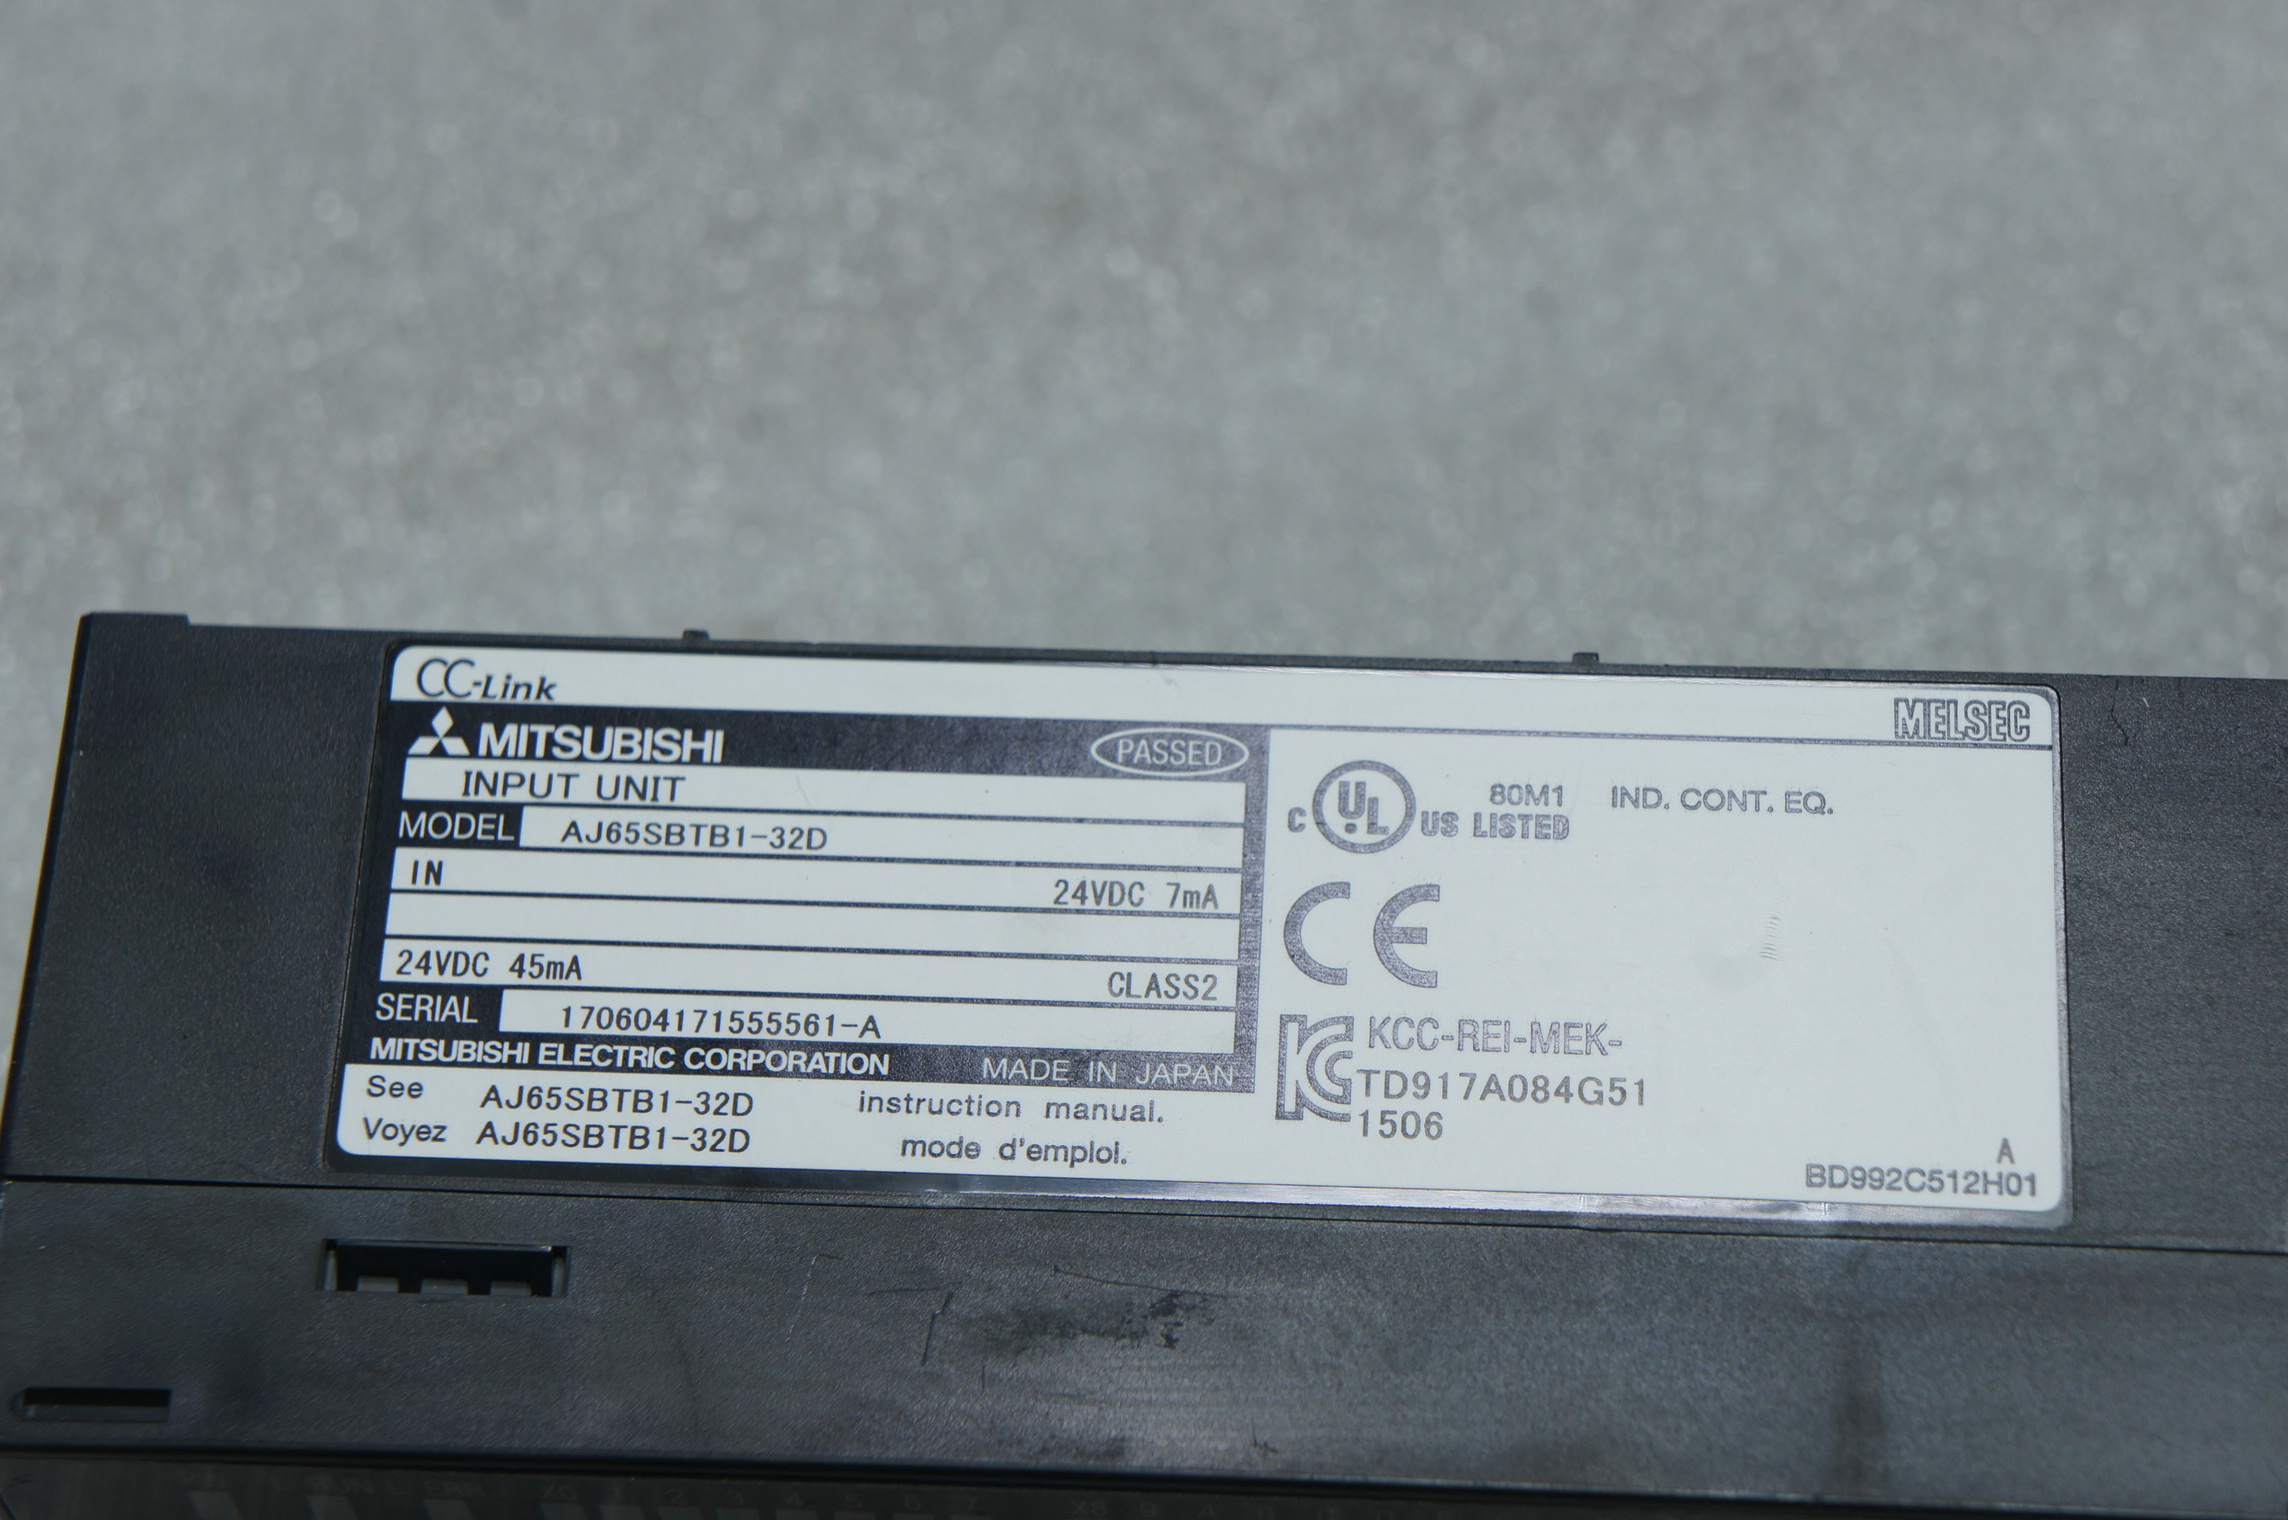 CC-Link
MELSEC
MITSUBISHI
PASSED
INPUT UNIT
MODEL AJ65SBTB1-32D
IN 24VDC 7mA
24VDC 45mA CLASS2
SERIAL 170604171555561-A
MITSUBISHI ELECTRIC CORPORATION MADE IN JAPAN
See AJ65SBTB1-32D instruction manual.
Voyez AJ65SBTB1-32D mode d'emploi.
C UL US LISTED
80M1 IND. CONT. EQ.
CE
KCC-REI-MEK-
TD917A084G51
1506
A
BD992C512H01